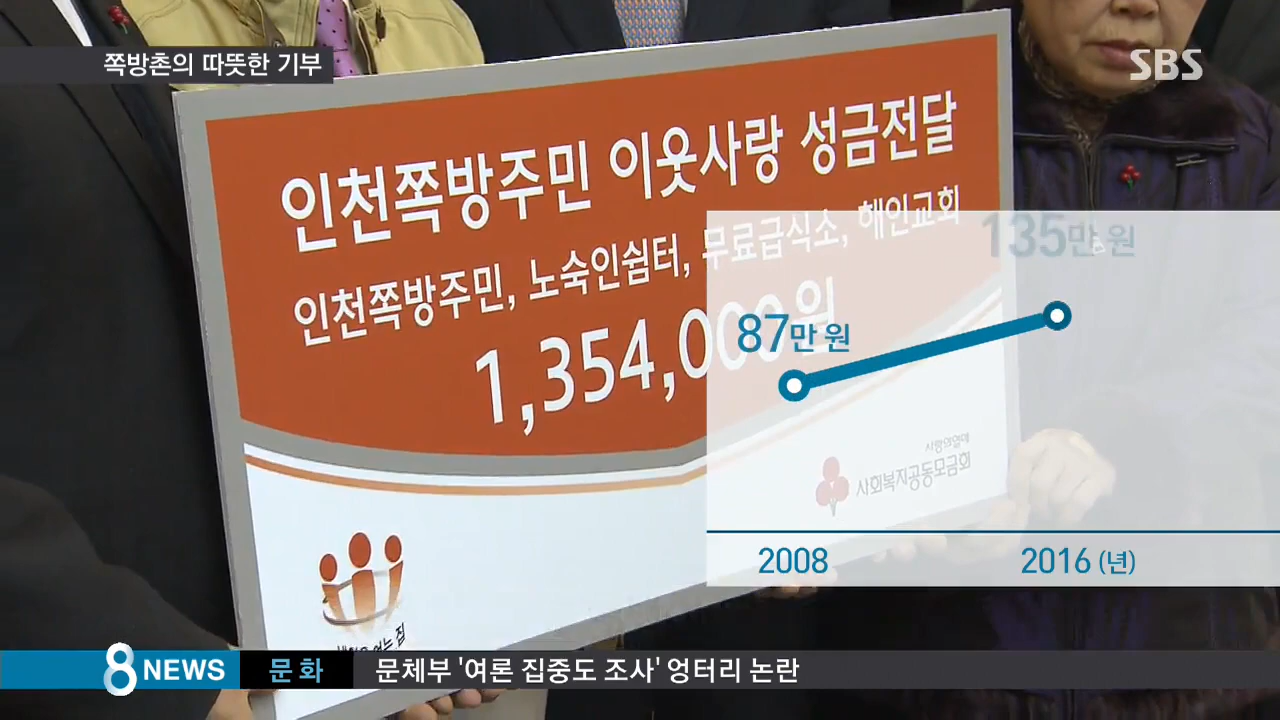 쪽방촌의 따뜻한 기부
SBS
인천쪽방주민 이웃사랑 성금전달
인천쪽방주민, 노숙인쉼터, 무료급식소, 해인교회
1,354,000원
135만 원
87만 원
사랑의열매
사회복지공동모금회
2008
2016 (년)
8 NEWS
문화
문체부 '여론 집중도 조사' 엉터리 논란